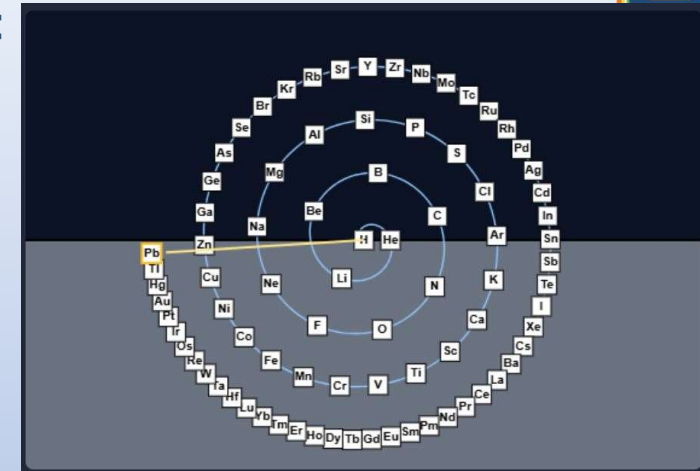 H
He
Li
Be
B
C
N
O
F
Ne
Na
Mg
Al
Si
P
S
Cl
Ar
K
Ca
Sc
Ti
V
Cr
Mn
Fe
Co
Ni
Cu
Zn
Ga
Ge
As
Se
Br
Kr
Rb
Sr
Y
Zr
Nb
Mo
Tc
Ru
Rh
Pd
Ag
Cd
In
Sn
Sb
Te
I
Xe
Cs
Ba
La
Ce
Pr
Nd
Pm
Sm
Eu
Gd
Tb
Dy
Ho
Er
Tm
Yb
Lu
Hf
Ta
W
Re
Os
Ir
Pt
Au
Hg
Tl
Pb